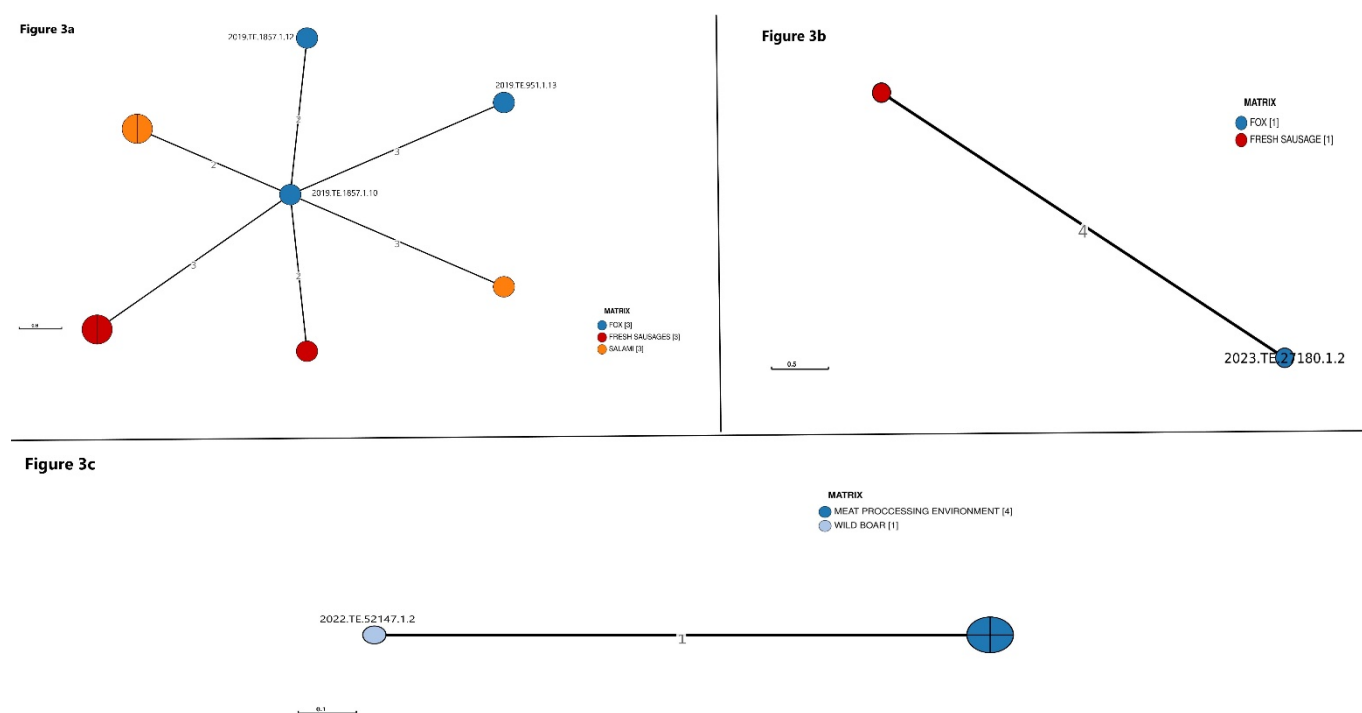 Figure 3a
2019.TE.1857.1.12
2019.TE.951.1.13
2
3
2
2019.TE.1857.1.10
3
3
2
MATRIX
FOX [3]
FRESH SAUSAGES [3]
SALAMI [3]
Figure 3b
MATRIX
FOX [1]
FRESH SAUSAGE [1]
4
2023.TE.27180.1.2
0.5
Figure 3c
MATRIX
MEAT PROCCESSING ENVIRONMENT [4]
WILD BOAR [1]
2022.TE.52147.1.2
1
0.1